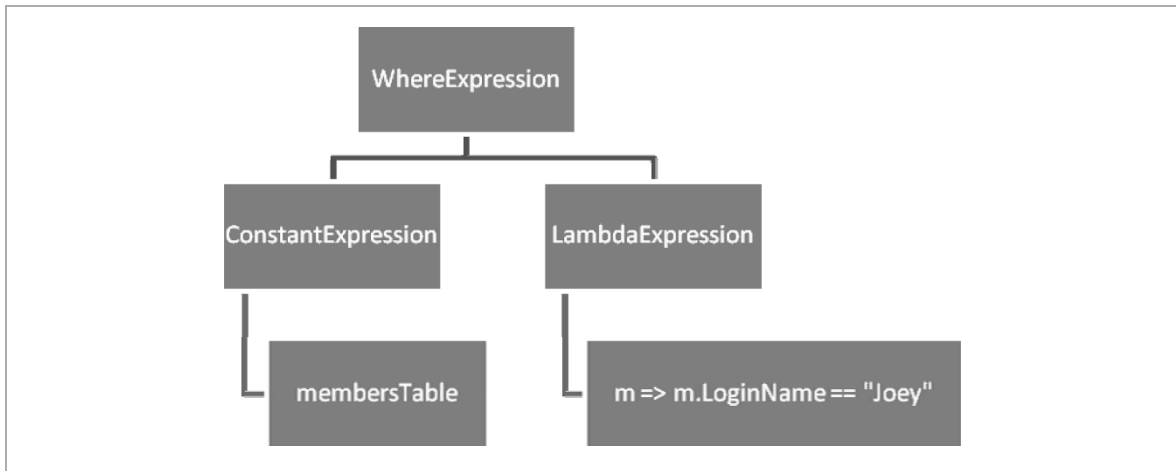 WhereExpression
ConstantExpression
LambdaExpression
membersTable
m => m.LoginName == "Joey"